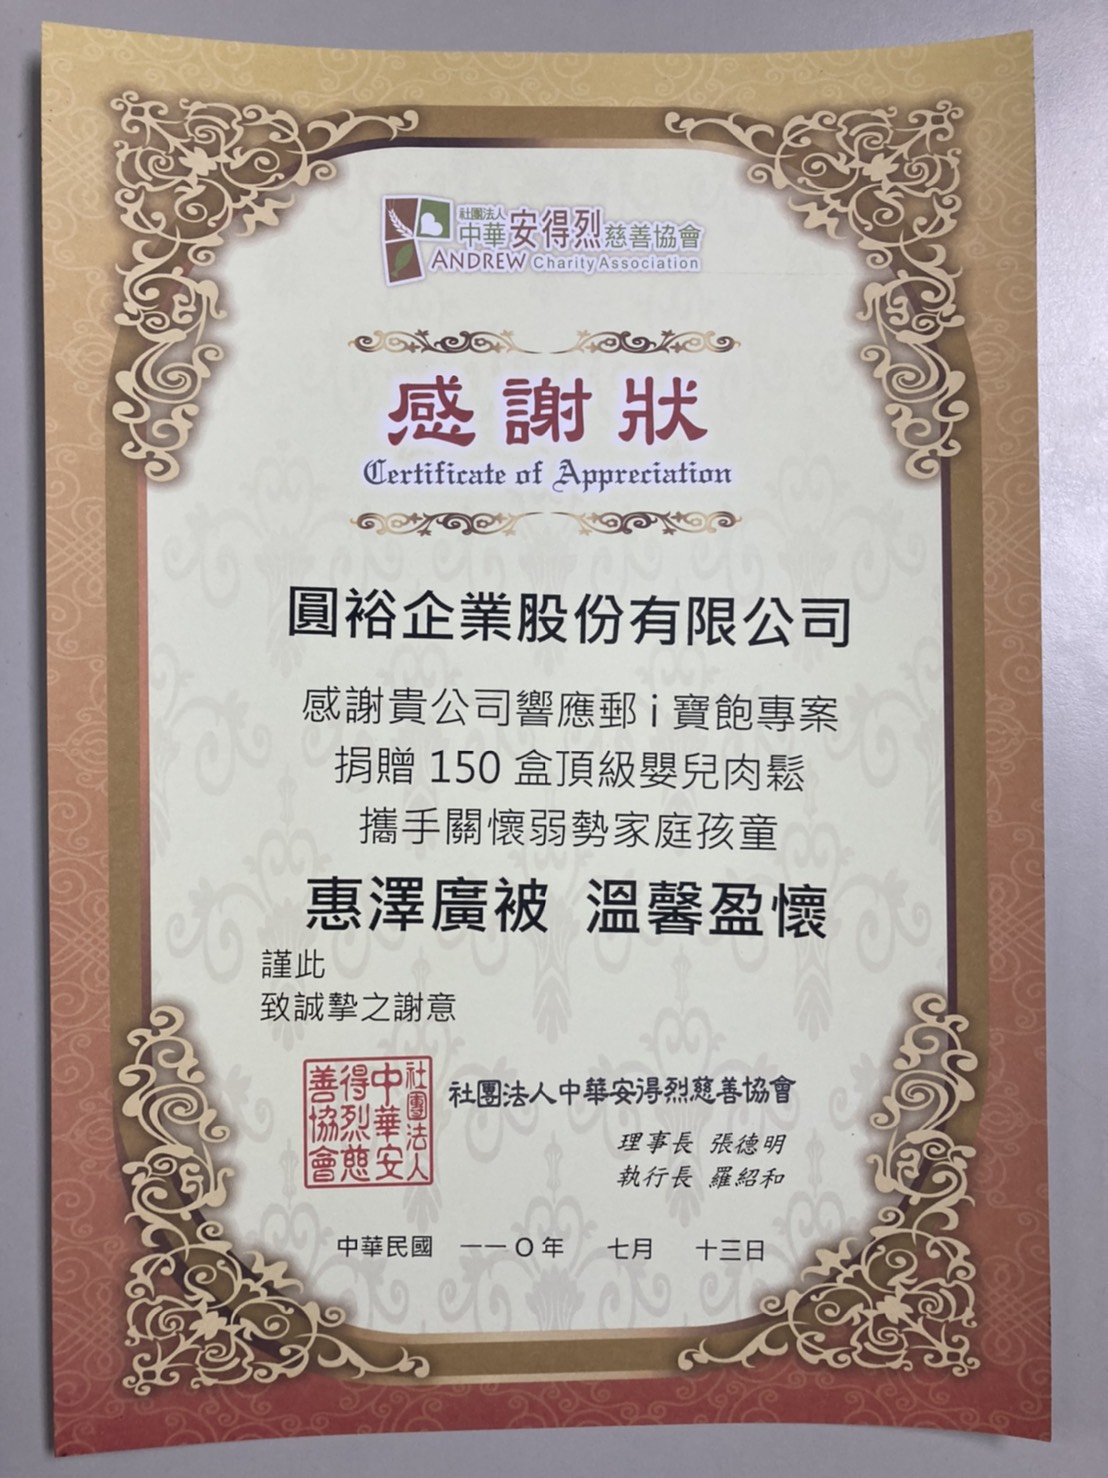 社團法人
中華安得烈慈善協會
ANDREW Charity Association
感謝狀
Certificate of Appreciation
圓裕企業股份有限公司
感謝貴公司響應郵i寶飽專案
捐贈 150 盒頂級嬰兒肉鬆
攜手關懷弱勢家庭孩童
惠澤廣被 溫馨盈懷
謹此
致誠摯之謝意
社團法人
中華安
得烈慈
善協會
社團法人中華安得烈慈善協會
理事長 張德明
執行長 羅紹和
中華民國 一一〇年 七月 十三日